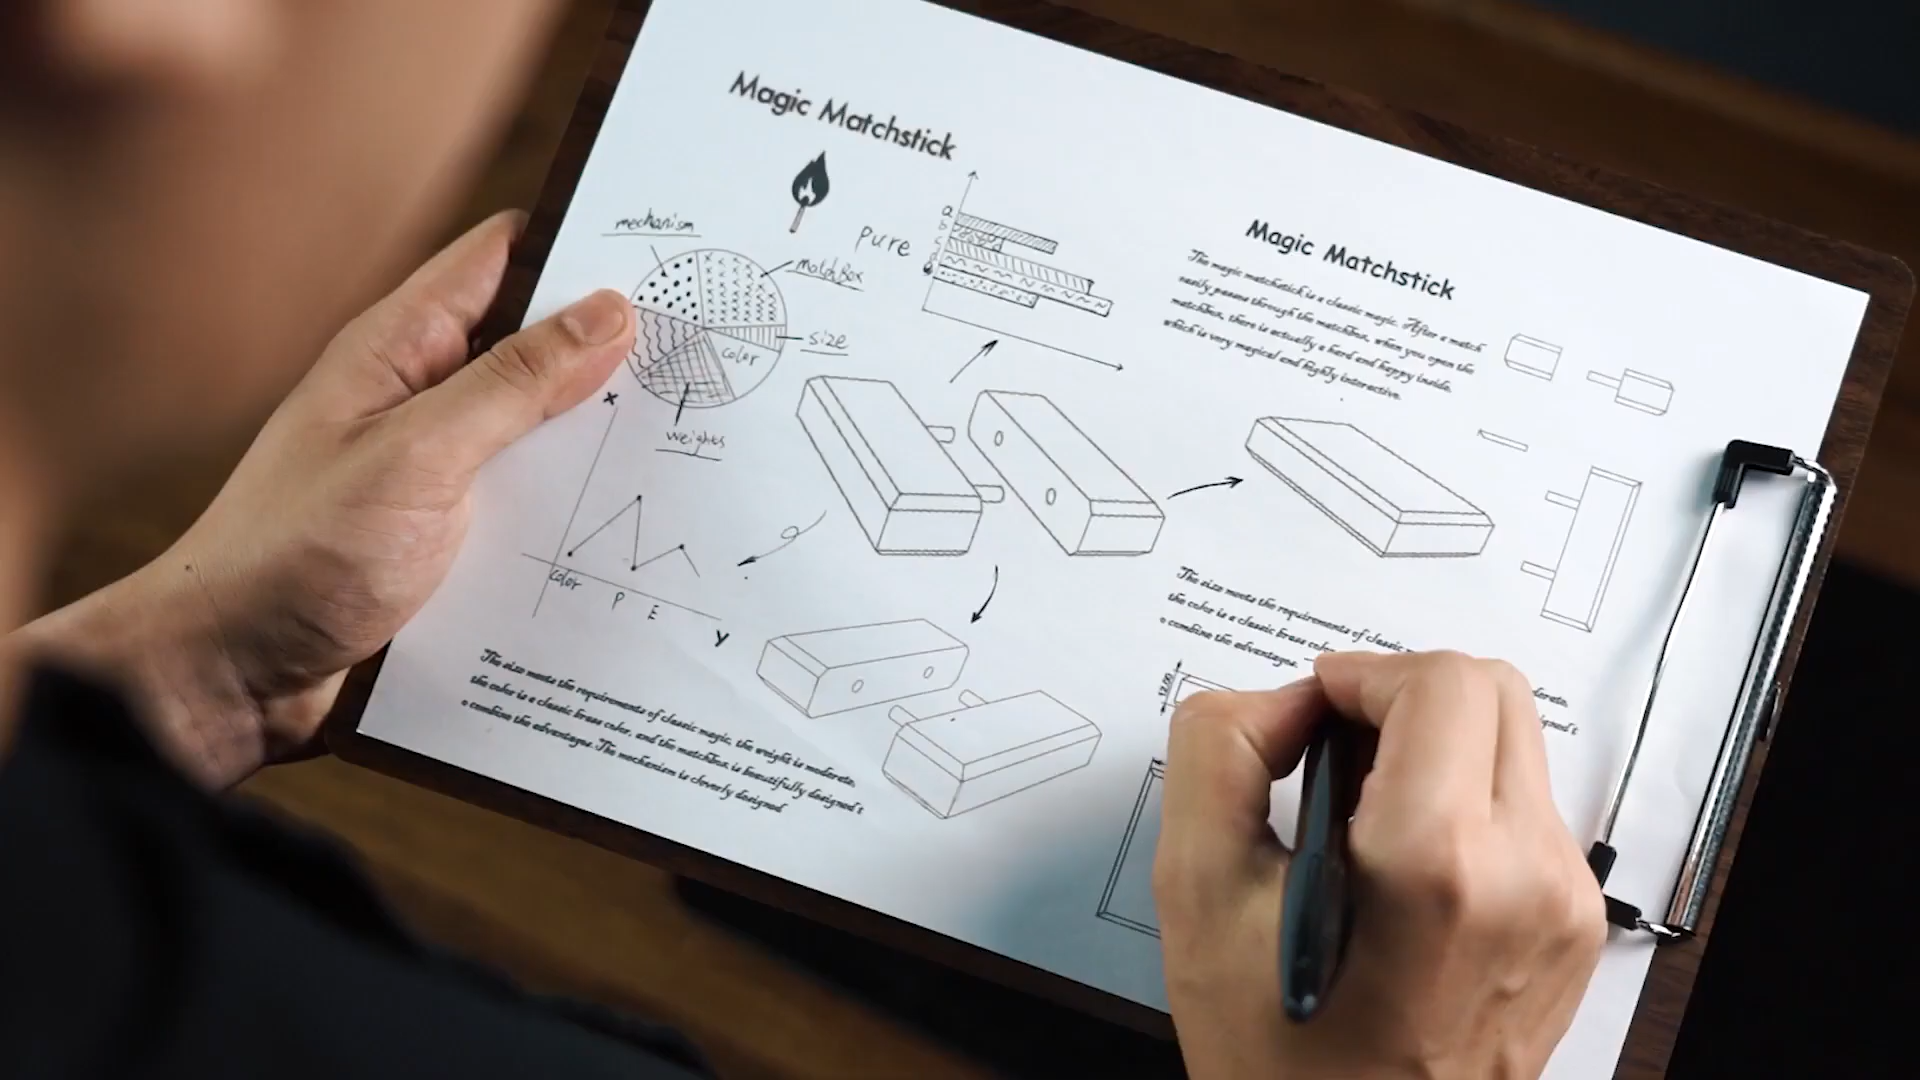 Magic Matchstick
mechanism
MatchBox
size
color
weights
pure
a
b
c
d
x
color
P
E
y
The size meets the requirements of classic magic, the weight is moderate,
the color is a classic brass color, and the matchbox is beautifully designed t
o combine the advantages. The mechanism is cleverly designed
Magic Matchstick
The magic matchstick is a classic magic. After a match
easily passes through the matchbox, when you open the
matchbox, there is actually a hard and happy inside,
which is very magical and highly interactive.
The size meets the requirements of classic
the color is a classic brass color
o combine the advantages.
derate,
igned t
12.00